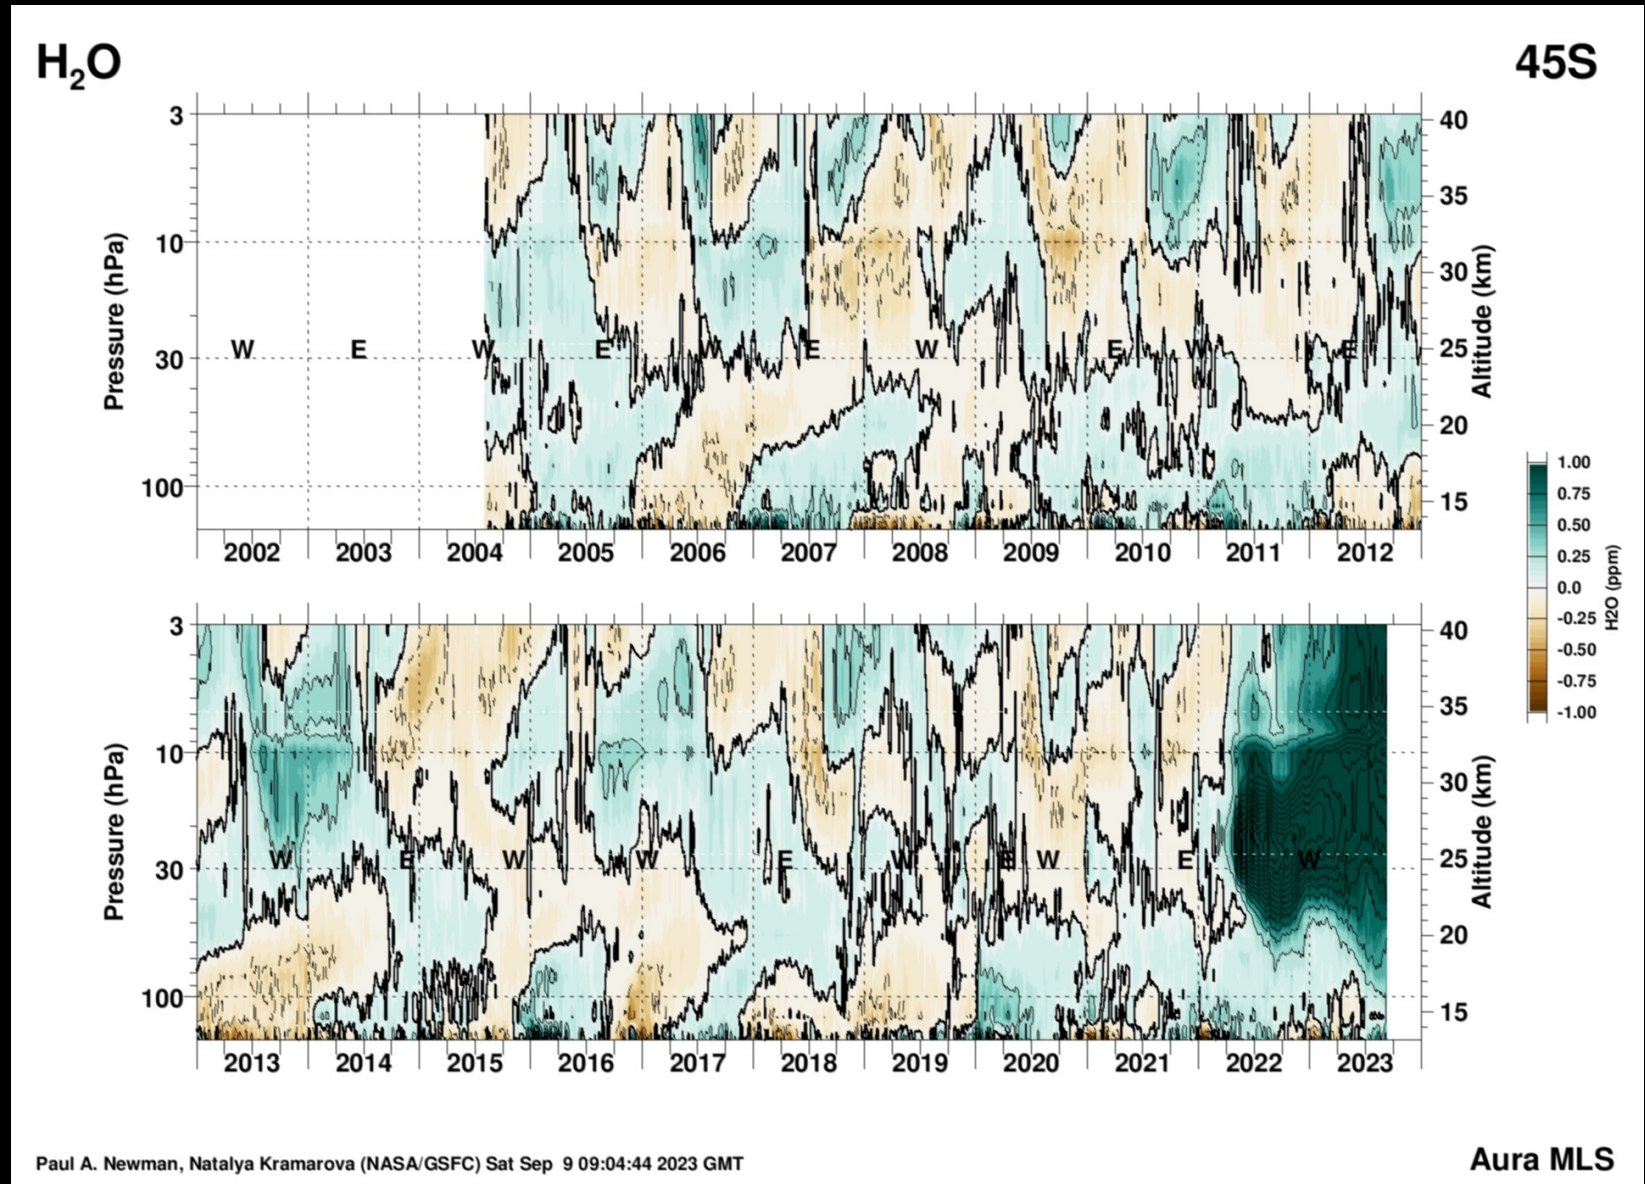 H₂O
45S
3
10
30
100
Pressure (hPa)
W E W E W E W E W E
40
35
30
25
20
15
Altitude (km)
2002 2003 2004 2005 2006 2007 2008 2009 2010 2011 2012
3
10
30
100
Pressure (hPa)
W E W W E W E W E W
40
35
30
25
20
15
Altitude (km)
2013 2014 2015 2016 2017 2018 2019 2020 2021 2022 2023
1.00
0.75
0.50
0.25
0.0
-0.25
-0.50
-0.75
-1.00
H2O (ppm)
Paul A. Newman, Natalya Kramarova (NASA/GSFC) Sat Sep 9 09:04:44 2023 GMT
Aura MLS